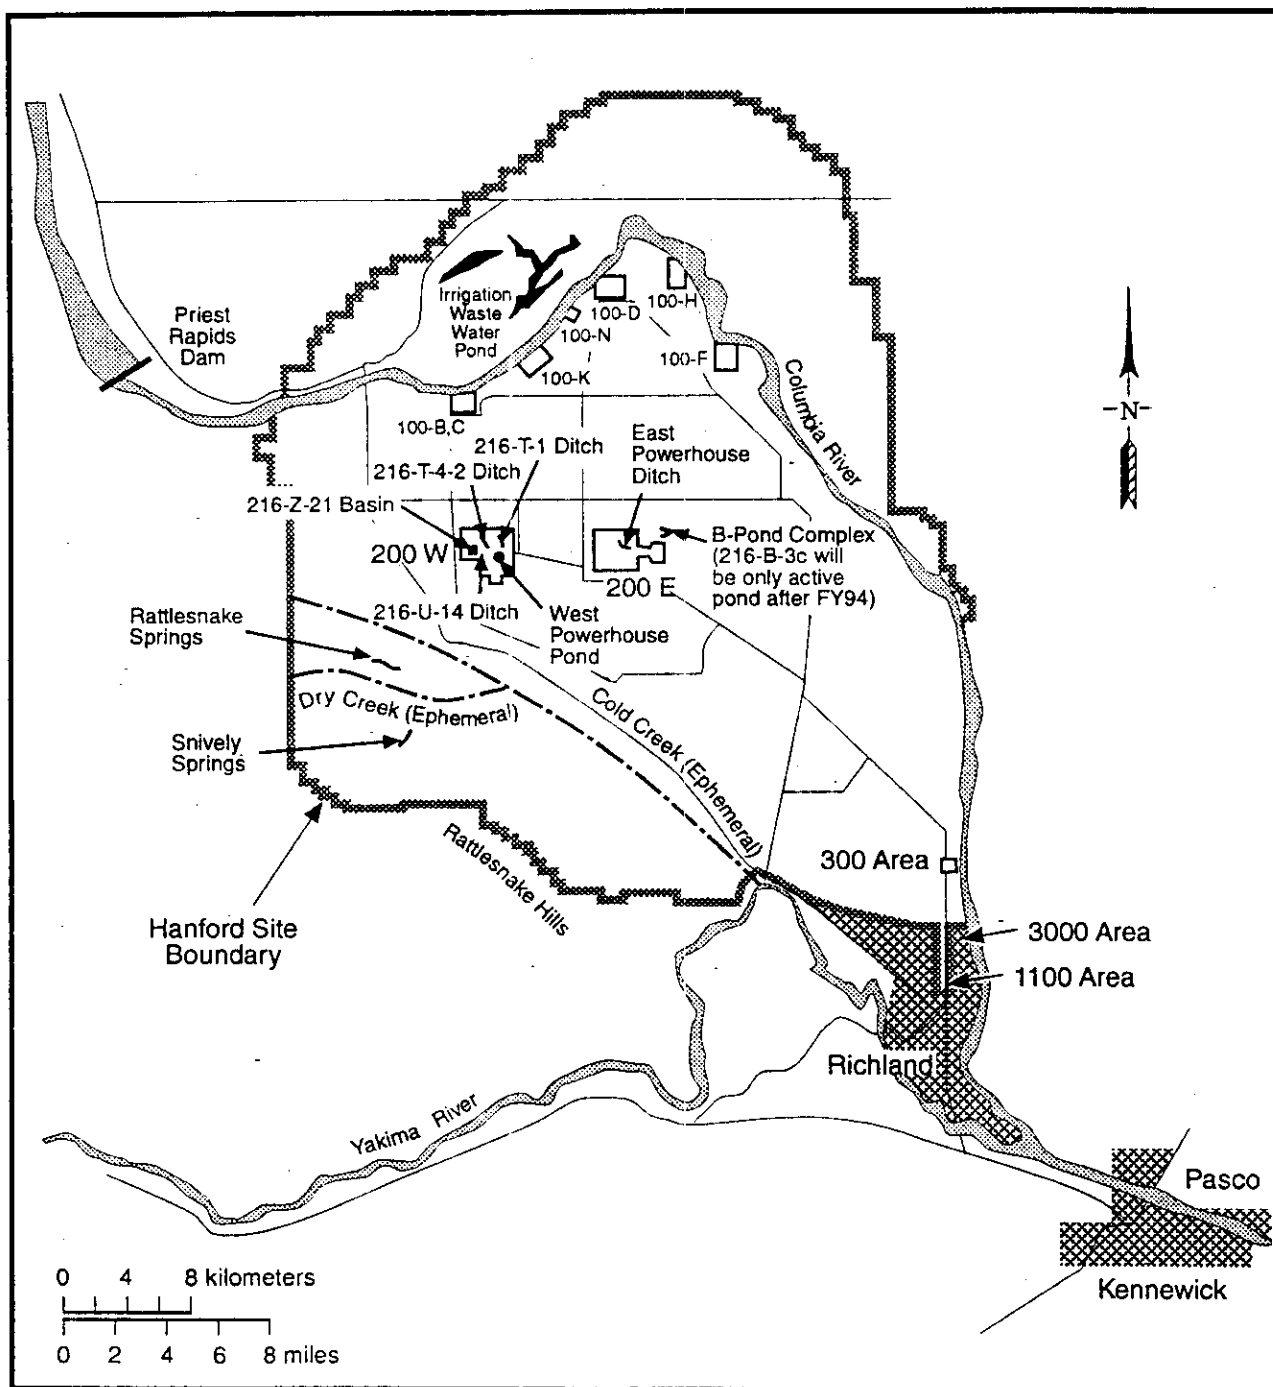 Priest
Rapids
Dam
Irrigation
Waste
Water
Pond
100-H
100-D
100-N
100-F
100-K
100-B,C
Columbia River
-N-
216-T-1 Ditch
216-T-4-2 Ditch
216-Z-21 Basin
East
Powerhouse
Ditch
200 W
200 E
B-Pond Complex
(216-B-3c will
be only active
pond after FY94)
216-U-14 Ditch
West
Powerhouse
Pond
Rattlesnake
Springs
Dry Creek (Ephemeral)
Cold Creek (Ephemeral)
Snively
Springs
Rattlesnake Hills
Hanford Site
Boundary
300 Area
3000 Area
1100 Area
Richland
Yakima River
Pasco
Kennewick
0 4 8 kilometers
0 2 4 6 8 miles